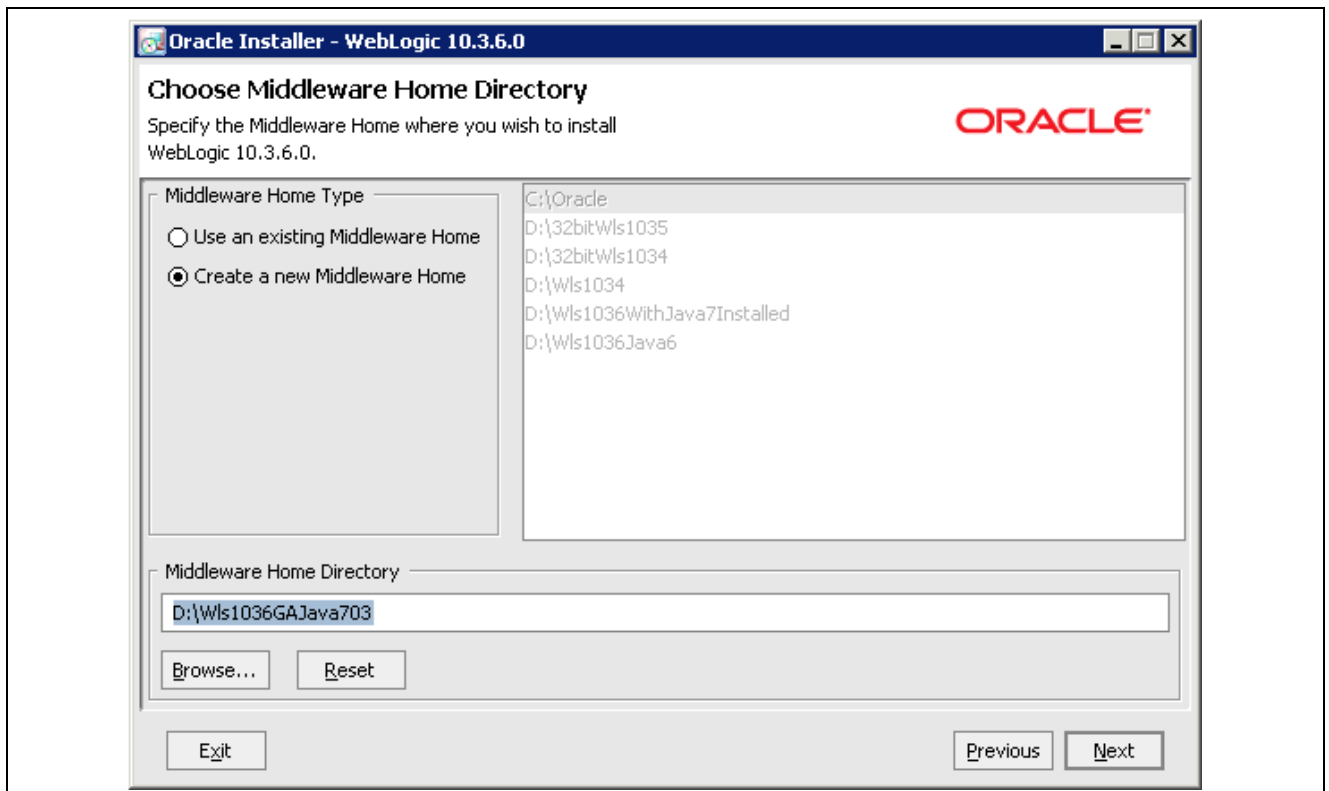 Oracle Installer - WebLogic 10.3.6.0
Choose Middleware Home Directory
Specify the Middleware Home where you wish to install
WebLogic 10.3.6.0.
ORACLE
Middleware Home Type
Use an existing Middleware Home
Create a new Middleware Home
C:\Oracle
D:\32bitWls1035
D:\32bitWls1034
D:\Wls1034
D:\Wls1036WithJava7Installed
D:\Wls1036Java6
Middleware Home Directory
D:\Wls1036GAJava703
Browse...
Reset
Exit
Previous
Next